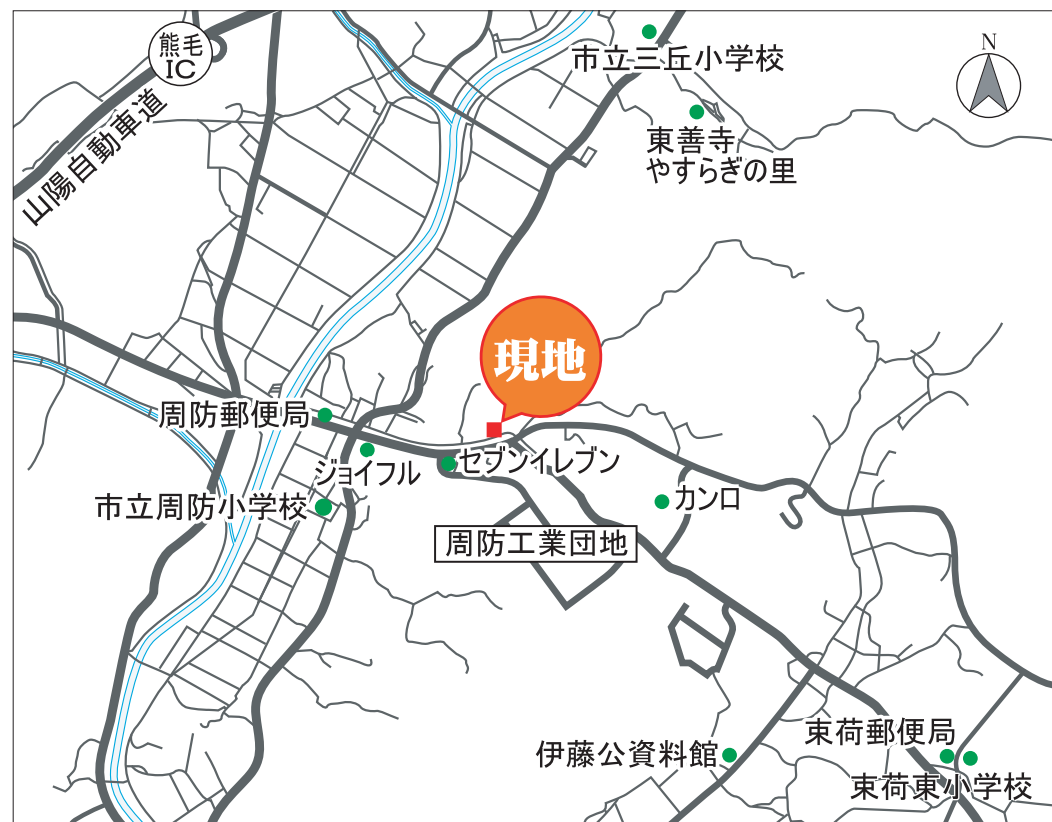 熊毛
IC
山陽自動車道
市立三丘小学校
N
東善寺
やすらぎの里
現地
周防郵便局
ジョイフル
セブンイレブン
市立周防小学校
カンロ
周防工業団地
伊藤公資料館
束荷郵便局
束荷東小学校